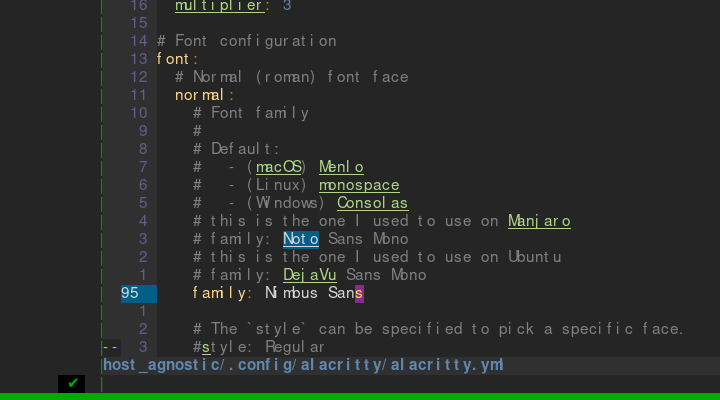 16 multiplier: 3
15
14 # Font configuration
13 font:
12 # Normal (roman) font face
11 normal:
10 # Font family
9 #
8 # Default:
7 # - (macOS) Menlo
6 # - (Linux) monospace
5 # - (Windows) Consolas
4 # this is the one I used to use on Manjaro
3 # family: Noto Sans Mono
2 # this is the one I used to use on Ubuntu
1 # family: DejaVu Sans Mono
95 family: Nimbus Sans
1
2 # The `style` can be specified to pick a specific face.
-- 3 #style: Regular
host_agnostic/.config/alacritty/alacritty.yml
✔